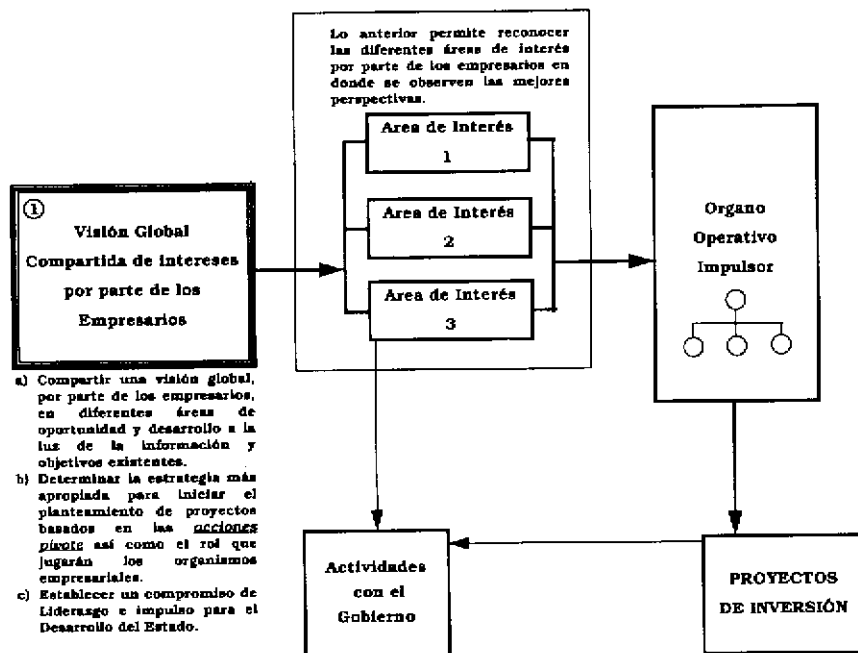 Lo anterior permite reconocer
las diferentes áreas de interés
por parte de los empresarios en
donde se observen las mejores
perspectivas.
Area de Interés
1
Area de Interés
2
Area de Interés
3
①
Visión Global
Compartida de intereses
por parte de los
Empresarios
a) Compartir una visión global,
por parte de los empresarios,
en diferentes áreas de
oportunidad y desarrollo a la
luz de la información y
objetivos existentes.
b) Determinar la estrategia más
apropiada para iniciar el
planteamiento de proyectos
basados en las acciones
pivote así como el rol que
jugarán los organismos
empresariales.
c) Establecer un compromiso de
Liderazgo e impulso para el
Desarrollo del Estado.
Organo
Operativo
Impulsor
Actividades
con el
Gobierno
PROYECTOS
DE INVERSIÓN